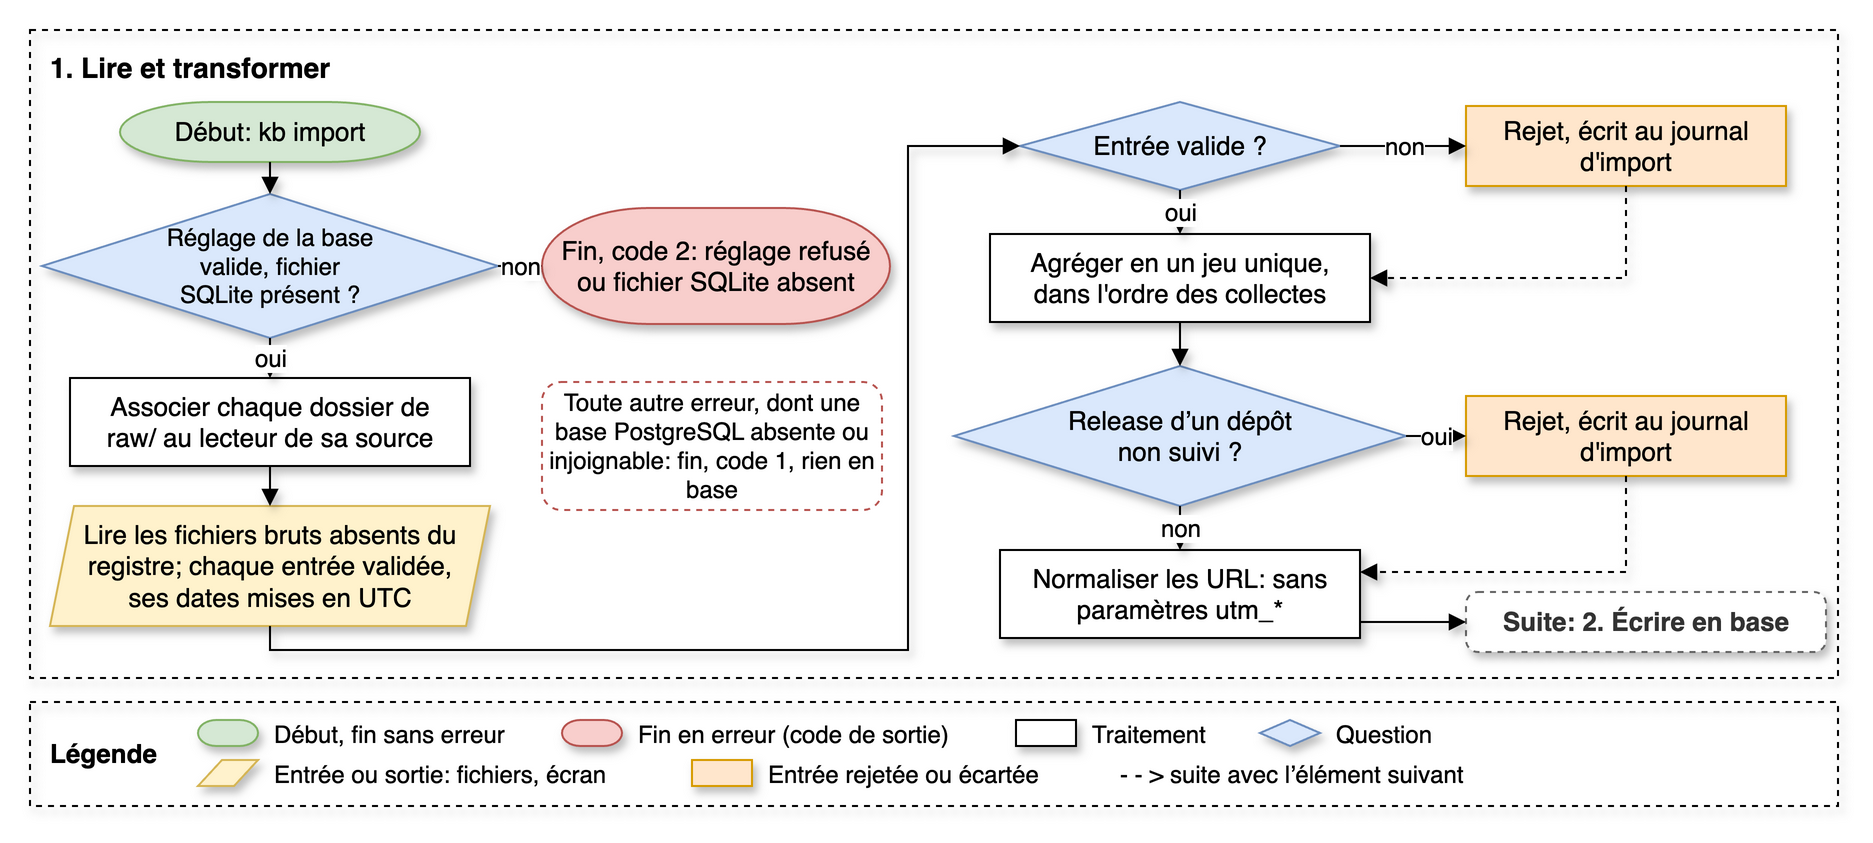 1. Lire et transformer
Début: kb import
Réglage de la base
valide, fichier
SQLite présent ?
non
Fin, code 2: réglage refusé
ou fichier SQLite absent
oui
Associer chaque dossier de
raw/ au lecteur de sa source
Toute autre erreur, dont une
base PostgreSQL absente ou
injoignable: fin, code 1, rien en
base
Lire les fichiers bruts absents du
registre; chaque entrée validée,
ses dates mises en UTC
Entrée valide ?
non
Rejet, écrit au journal
d'import
oui
Agréger en un jeu unique,
dans l'ordre des collectes
Release d’un dépôt
non suivi ?
oui
Rejet, écrit au journal
d'import
non
Normaliser les URL: sans
paramètres utm_*
Suite: 2. Écrire en base
Légende
Début, fin sans erreur
Fin en erreur (code de sortie)
Traitement
Question
Entrée ou sortie: fichiers, écran
Entrée rejetée ou écartée
- - > suite avec l’élément suivant